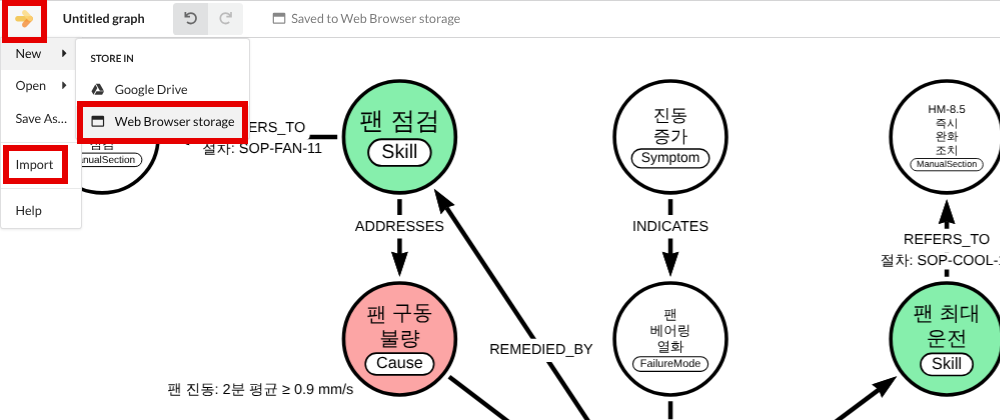 Untitled graph
Saved to Web Browser storage
New
Open
Save As...
Import
Help
STORE IN
Google Drive
Web Browser storage
ERS_TO
절차: SOP-FAN-11
점검
anualSection
팬 점검
Skill
ADDRESSES
팬 구동
불량
Cause
팬 진동: 2분 평균 ≥ 0.9 mm/s
REMEDIED_BY
진동
증가
Symptom
INDICATES
팬
베어링
열화
FailureMode
HM-8.5
즉시
완화
조치
ManualSection
REFERS_TO
절차: SOP-COOL-
팬 최대
운전
Skill